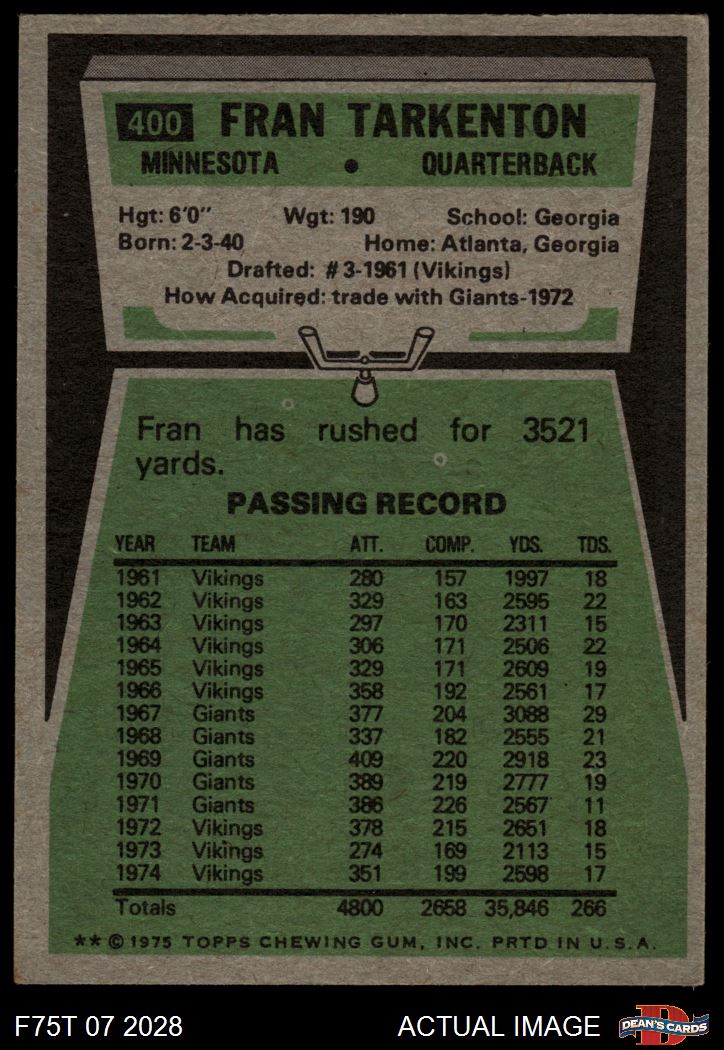 400 FRAN TARKENTON
MINNESOTA • QUARTERBACK
Hgt: 6'0" Wgt: 190 School: Georgia
Born: 2-3-40 Home: Atlanta, Georgia
Drafted: #3-1961 (Vikings)
How Acquired: trade with Giants-1972
Fran has rushed for 3521
yards.
PASSING RECORD
YEAR TEAM ATT. COMP. YDS. TDS.
1961 Vikings 280 157 1997 18
1962 Vikings 329 163 2595 22
1963 Vikings 297 170 2311 15
1964 Vikings 306 171 2506 22
1965 Vikings 329 171 2609 19
1966 Vikings 358 192 2561 17
1967 Giants 377 204 3088 29
1968 Giants 337 182 2555 21
1969 Giants 409 220 2918 23
1970 Giants 389 219 2777 19
1971 Giants 386 226 2567 11
1972 Vikings 378 215 2651 18
1973 Vikings 274 169 2113 15
1974 Vikings 351 199 2598 17
Totals 4800 2658 35,846 266
** © 1975 TOPPS CHEWING GUM, INC. PRTD IN U.S.A.
F75T 07 2028 ACTUAL IMAGE D DEAN'S CARDS